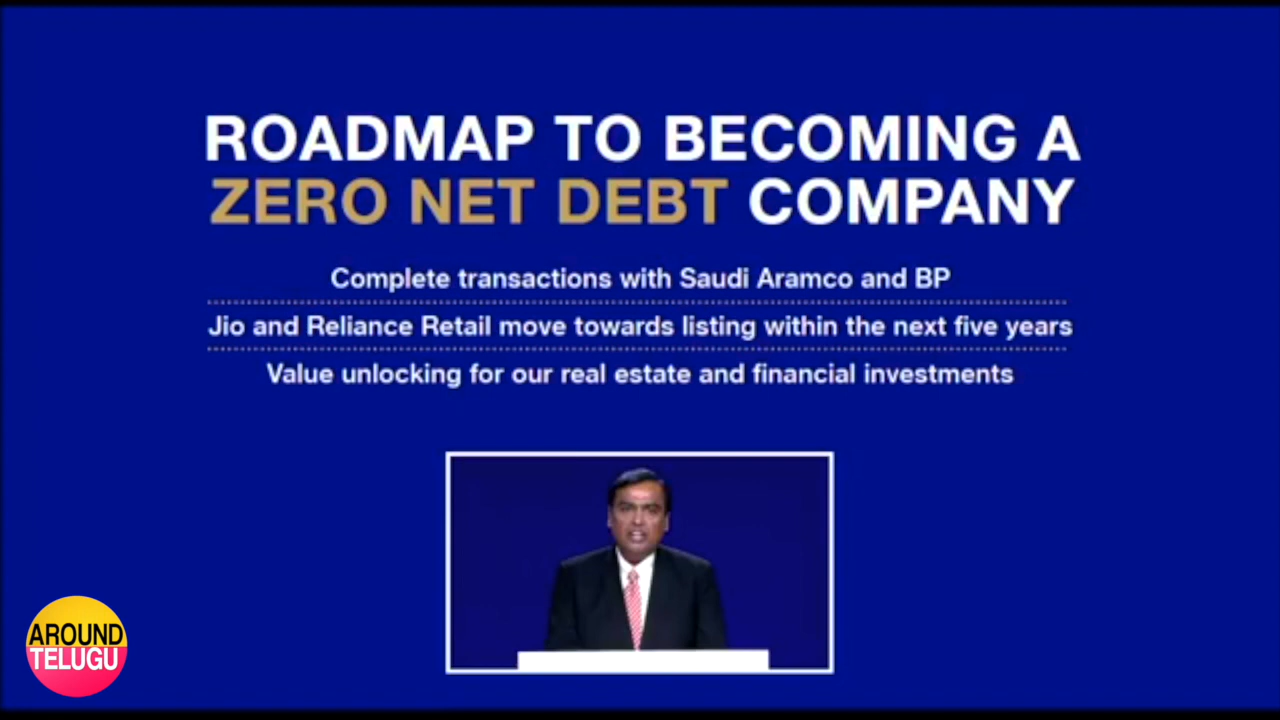 ROADMAP TO BECOMING A
ZERO NET DEBT COMPANY
Complete transactions with Saudi Aramco and BP
Jio and Reliance Retail move towards listing within the next five years
Value unlocking for our real estate and financial investments
AROUND
TELUGU